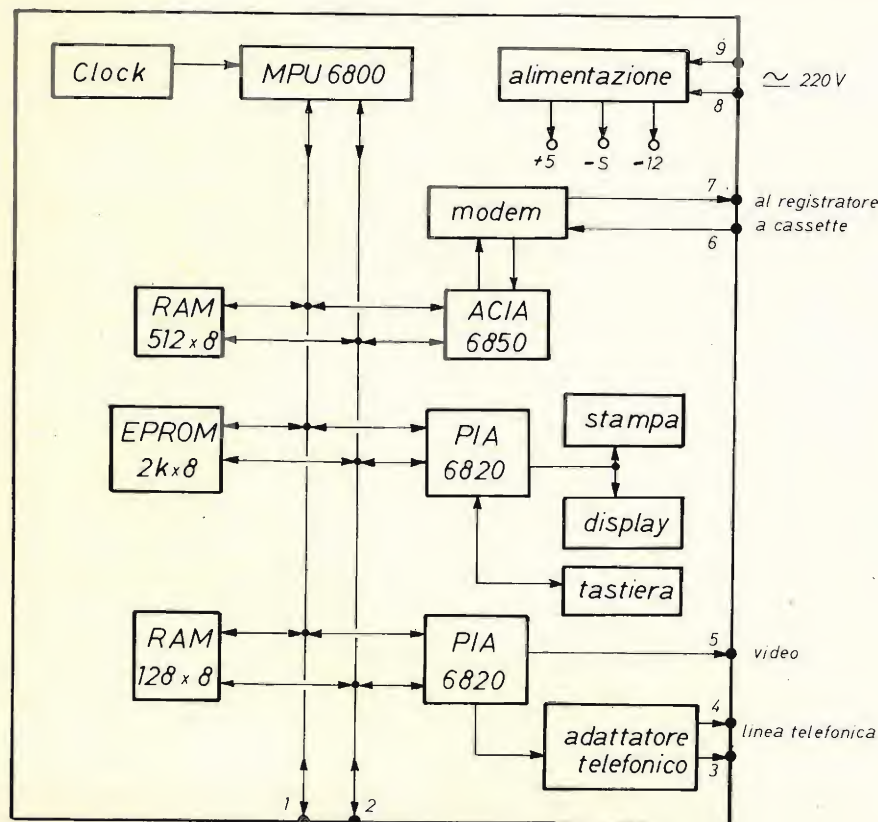 Clock
MPU 6800
alimentazione
9
8
≃ 220 V
+5
-S
-12
modem
7
6
al registratore
a cassette
RAM
512 x 8
ACIA
6850
EPROM
2k x 8
PIA
6820
stampa
display
tastiera
RAM
128 x 8
PIA
6820
5
video
adattatore
telefonico
4
3
linea telefonica
1
2